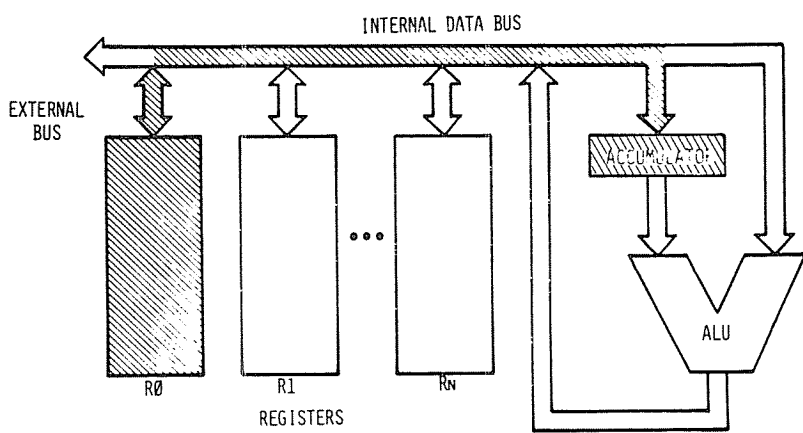 INTERNAL DATA BUS
EXTERNAL
BUS
ACCUMULATOR
ALU
RØ
R1
RN
REGISTERS